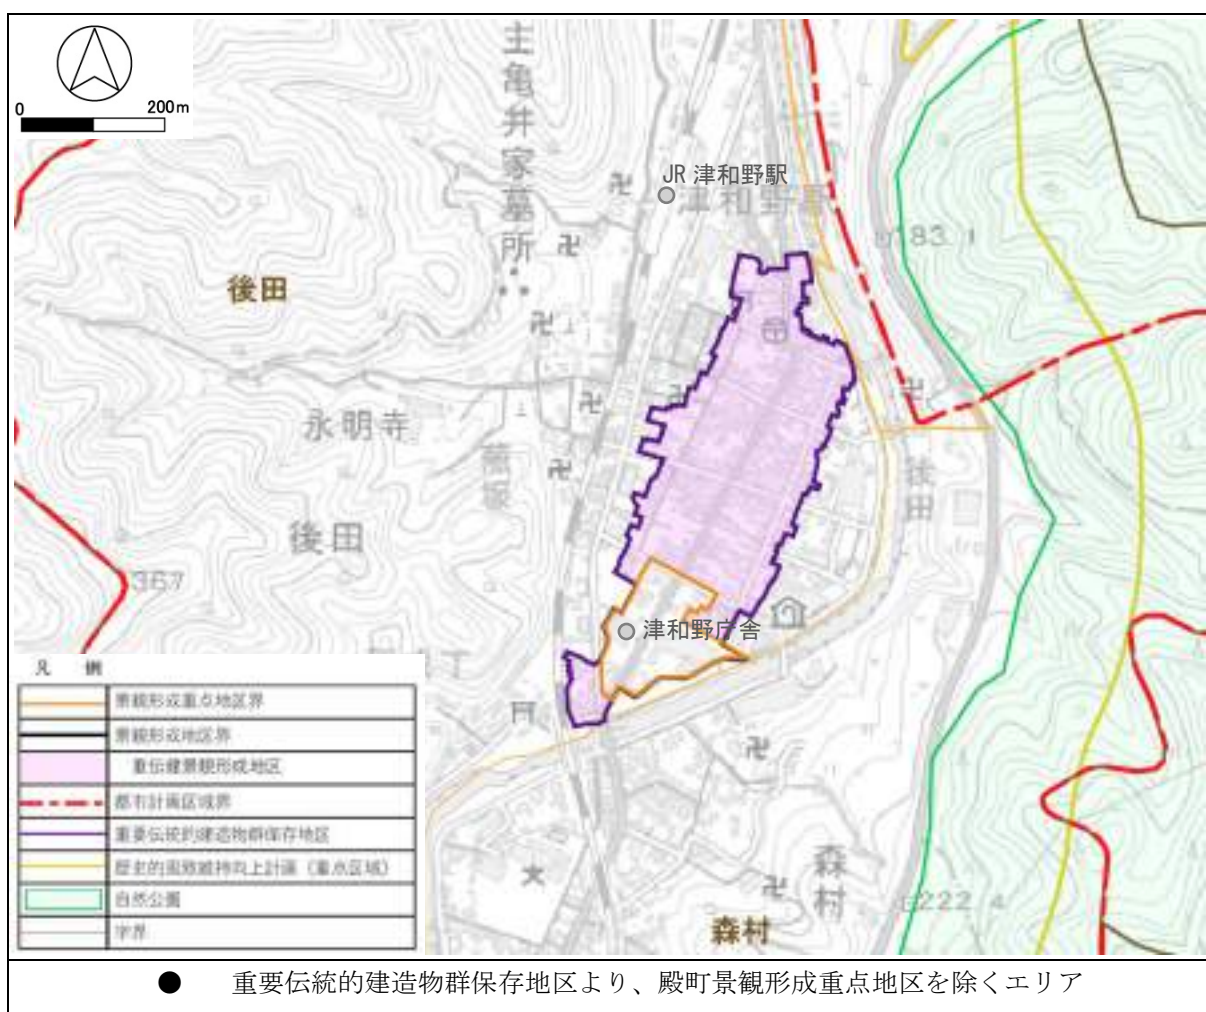 0 200m
主亀井家墓所
JR 津和野駅
津和野
183.1
後田
永明寺
後田
後田
367
津和野庁舎
凡 例
景観形成重点地区界
景観形成地区界
重伝建景観形成地区
都市計画区域界
重要伝統的建造物群保存地区
歴史的風致維持向上計画(重点区域)
自然公園
字界
森村
222.4
森村
● 重要伝統的建造物群保存地区より、殿町景観形成重点地区を除くエリア